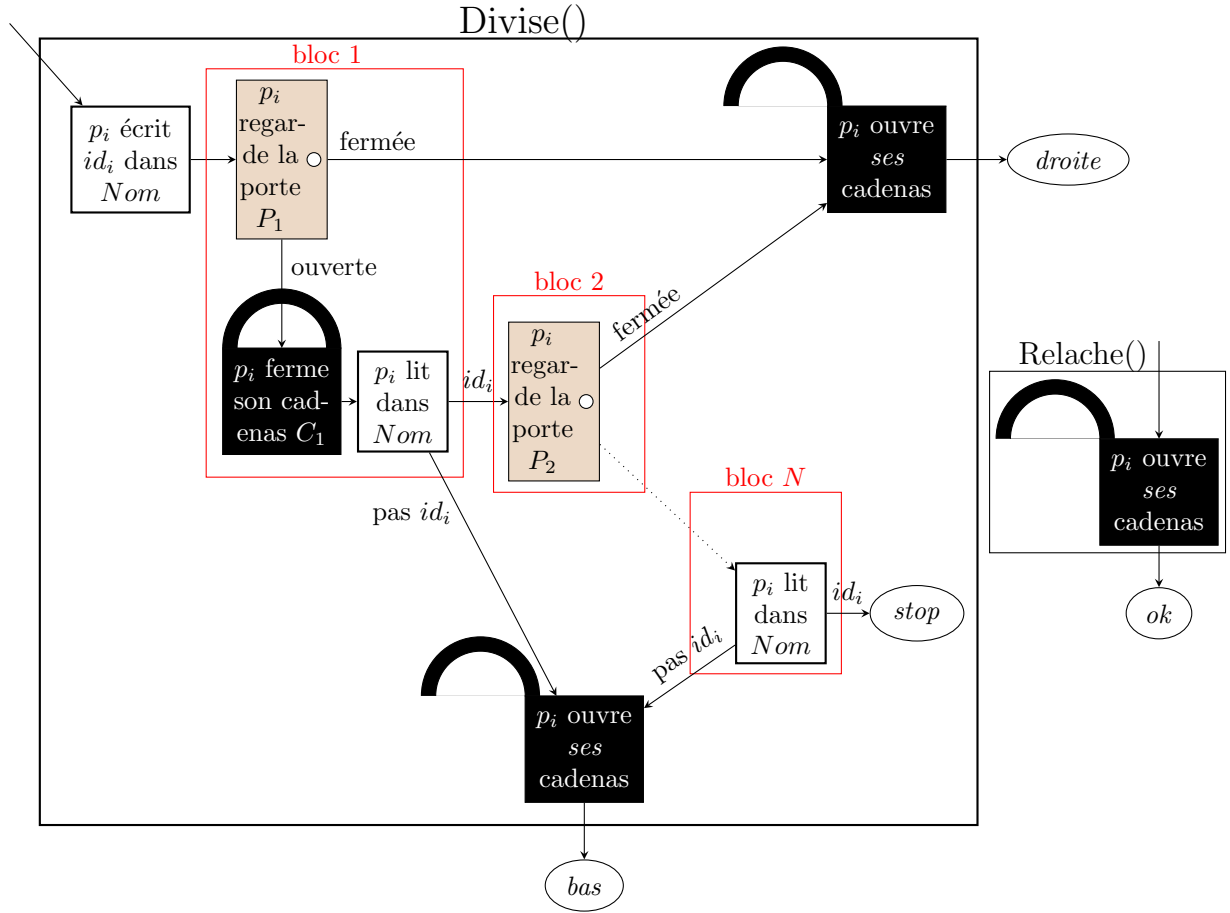 Divise()
bloc 1
p_i écrit
id_i dans
Nom
p_i
regar-
de la
porte
P_1
fermée
p_i ouvre
ses
cadenas
droite
ouverte
p_i ferme
son cad-
enas C_1
p_i lit
dans
Nom
id_i
bloc 2
p_i
regar-
de la
porte
P_2
fermée
pas id_i
bloc N
p_i lit
dans
Nom
id_i
stop
pas id_i
p_i ouvre
ses
cadenas
bas
Relache()
p_i ouvre
ses
cadenas
ok